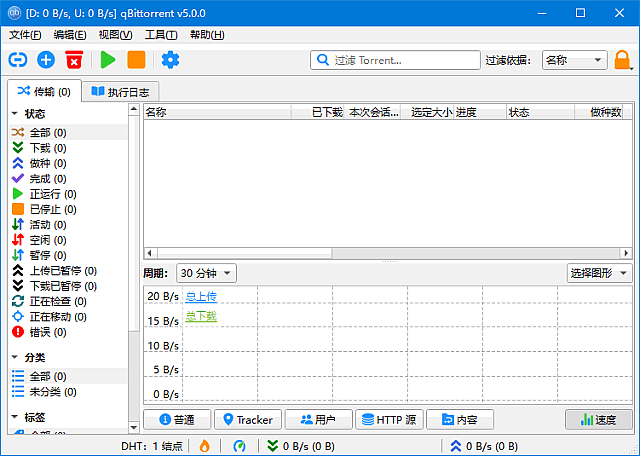 [D: 0 B/s, U: 0 B/s] qBittorrent v5.0.0
文件(F) 编辑(E) 视图(V) 工具(T) 帮助(H)
过滤 Torrent... 过滤依据: 名称
传输 (0) 执行日志
状态
全部 (0)
下载 (0)
做种 (0)
完成 (0)
正运行 (0)
已停止 (0)
活动 (0)
空闲 (0)
暂停 (0)
上传已暂停 (0)
下载已暂停 (0)
正在检查 (0)
正在移动 (0)
错误 (0)
分类
全部 (0)
未分类 (0)
标签
全部 (0)
名称 已下载 本次会话... 选定大小 进度 状态 做种数
周期: 30 分钟 选择图形
20 B/s
15 B/s
10 B/s
5 B/s
0 B/s
总上传
总下载
普通 Tracker 用户 HTTP 源 内容 速度
DHT: 1 结点 0 B/s (0 B) 0 B/s (0 B)